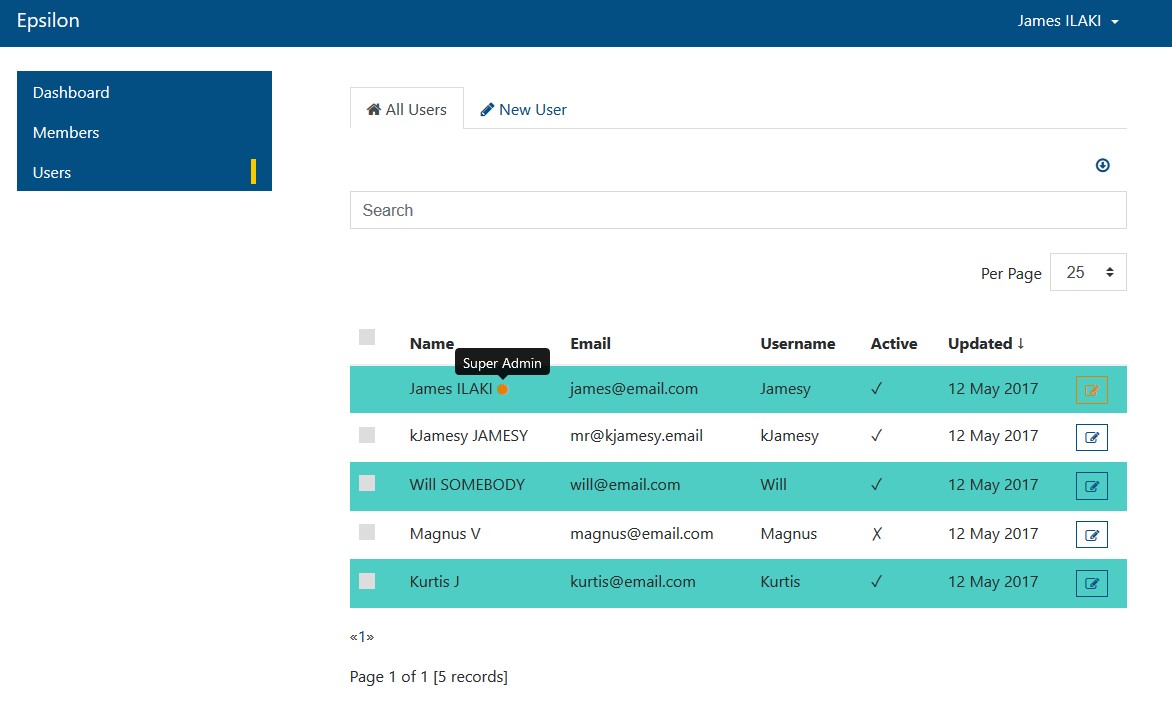 Epsilon
James ILAKI
Dashboard
Members
Users
All Users
New User
Search
Per Page 25
Name Email Username Active Updated ↓
Super Admin
James ILAKI james@email.com Jamesy ✓ 12 May 2017
kJamesy JAMESY mr@kjamesy.email kJamesy ✓ 12 May 2017
Will SOMEBODY will@email.com Will ✓ 12 May 2017
Magnus V magnus@email.com Magnus ✗ 12 May 2017
Kurtis J kurtis@email.com Kurtis ✓ 12 May 2017
«1»
Page 1 of 1 [5 records]